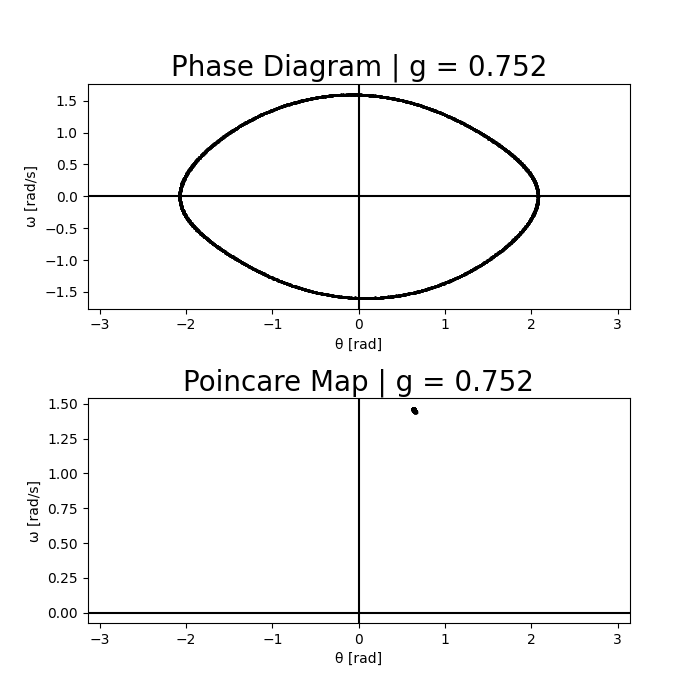 Phase Diagram | g = 0.752
1.5
1.0
0.5
0.0
−0.5
−1.0
−1.5
ω [rad/s]
−3 −2 −1 0 1 2 3
θ [rad]
Poincare Map | g = 0.752
1.50
1.25
1.00
0.75
0.50
0.25
0.00
ω [rad/s]
−3 −2 −1 0 1 2 3
θ [rad]